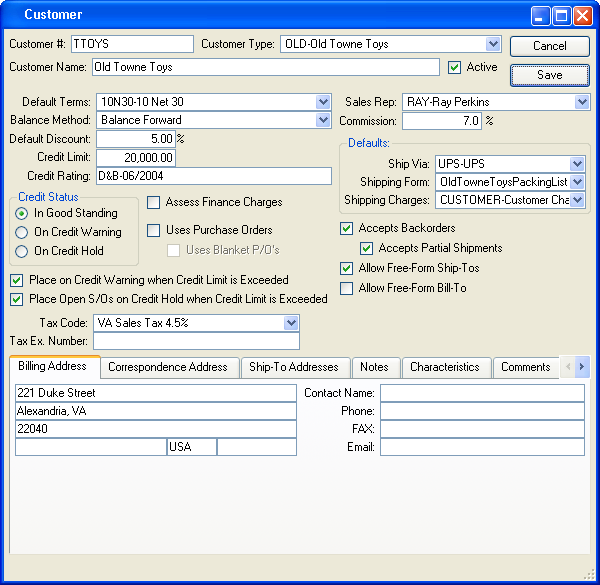 Customer
Customer #: TTOYS Customer Type: OLD-Old Towne Toys Cancel
Customer Name: Old Towne Toys Active Save
Default Terms: 10N30-10 Net 30 Sales Rep: RAY-Ray Perkins
Balance Method: Balance Forward Commission: 7.0 %
Default Discount: 5.00 %
Defaults:
Credit Limit: 20,000.00 Ship Via: UPS-UPS
Credit Rating: D&B-06/2004 Shipping Form: OldTowneToysPackingList
Shipping Charges: CUSTOMER-Customer Cha
Credit Status
In Good Standing Assess Finance Charges
On Credit Warning Uses Purchase Orders Accepts Backorders
On Credit Hold Uses Blanket P/O's Accepts Partial Shipments
Allow Free-Form Ship-Tos
Place on Credit Warning when Credit Limit is Exceeded
Allow Free-Form Bill-To
Place Open S/Os on Credit Hold when Credit Limit is Exceeded
Tax Code: VA Sales Tax 4.5%
Tax Ex. Number:
Billing Address Correspondence Address Ship-To Addresses Notes Characteristics Comments
221 Duke Street Contact Name:
Alexandria, VA Phone:
22040 FAX:
USA Email: